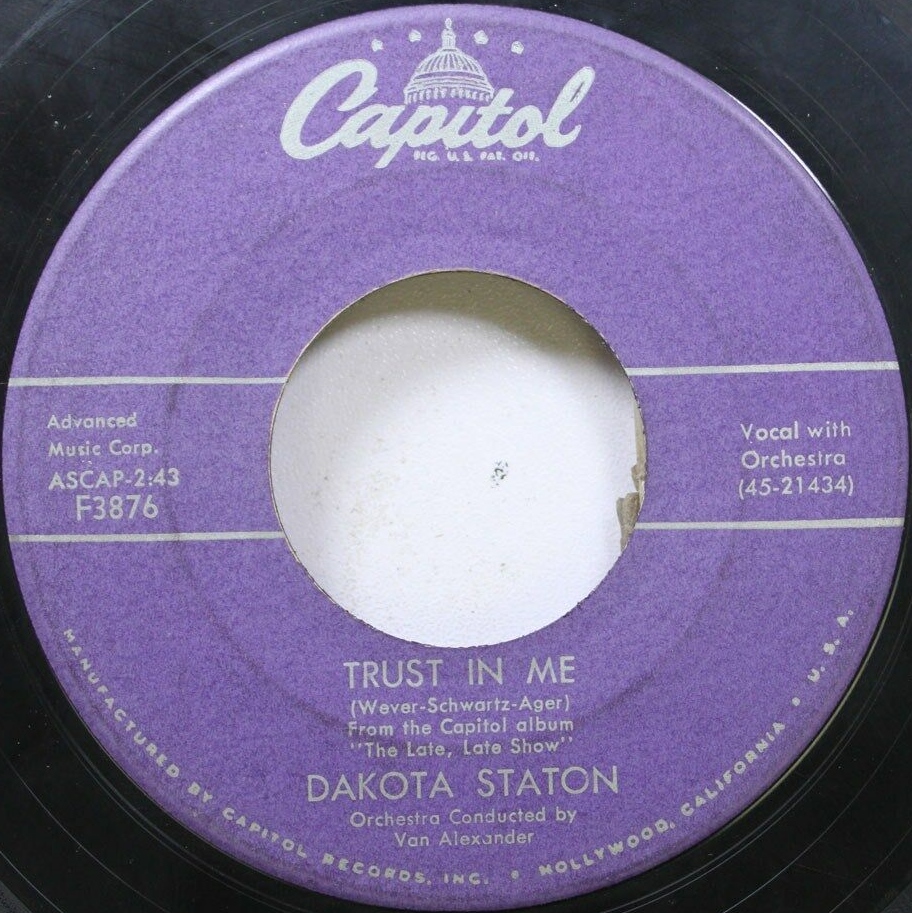 Capitol
REG. U.S. PAT. OFF.
Advanced
Music Corp.
ASCAP-2:43
F3876
Vocal with
Orchestra
(45-21434)
TRUST IN ME
(Wever-Schwartz-Ager)
From the Capitol album
"The Late, Late Show"
DAKOTA STATON
Orchestra Conducted by
Van Alexander
MANUFACTURED BY CAPITOL RECORDS, INC. • HOLLYWOOD, CALIFORNIA • U. S. A.